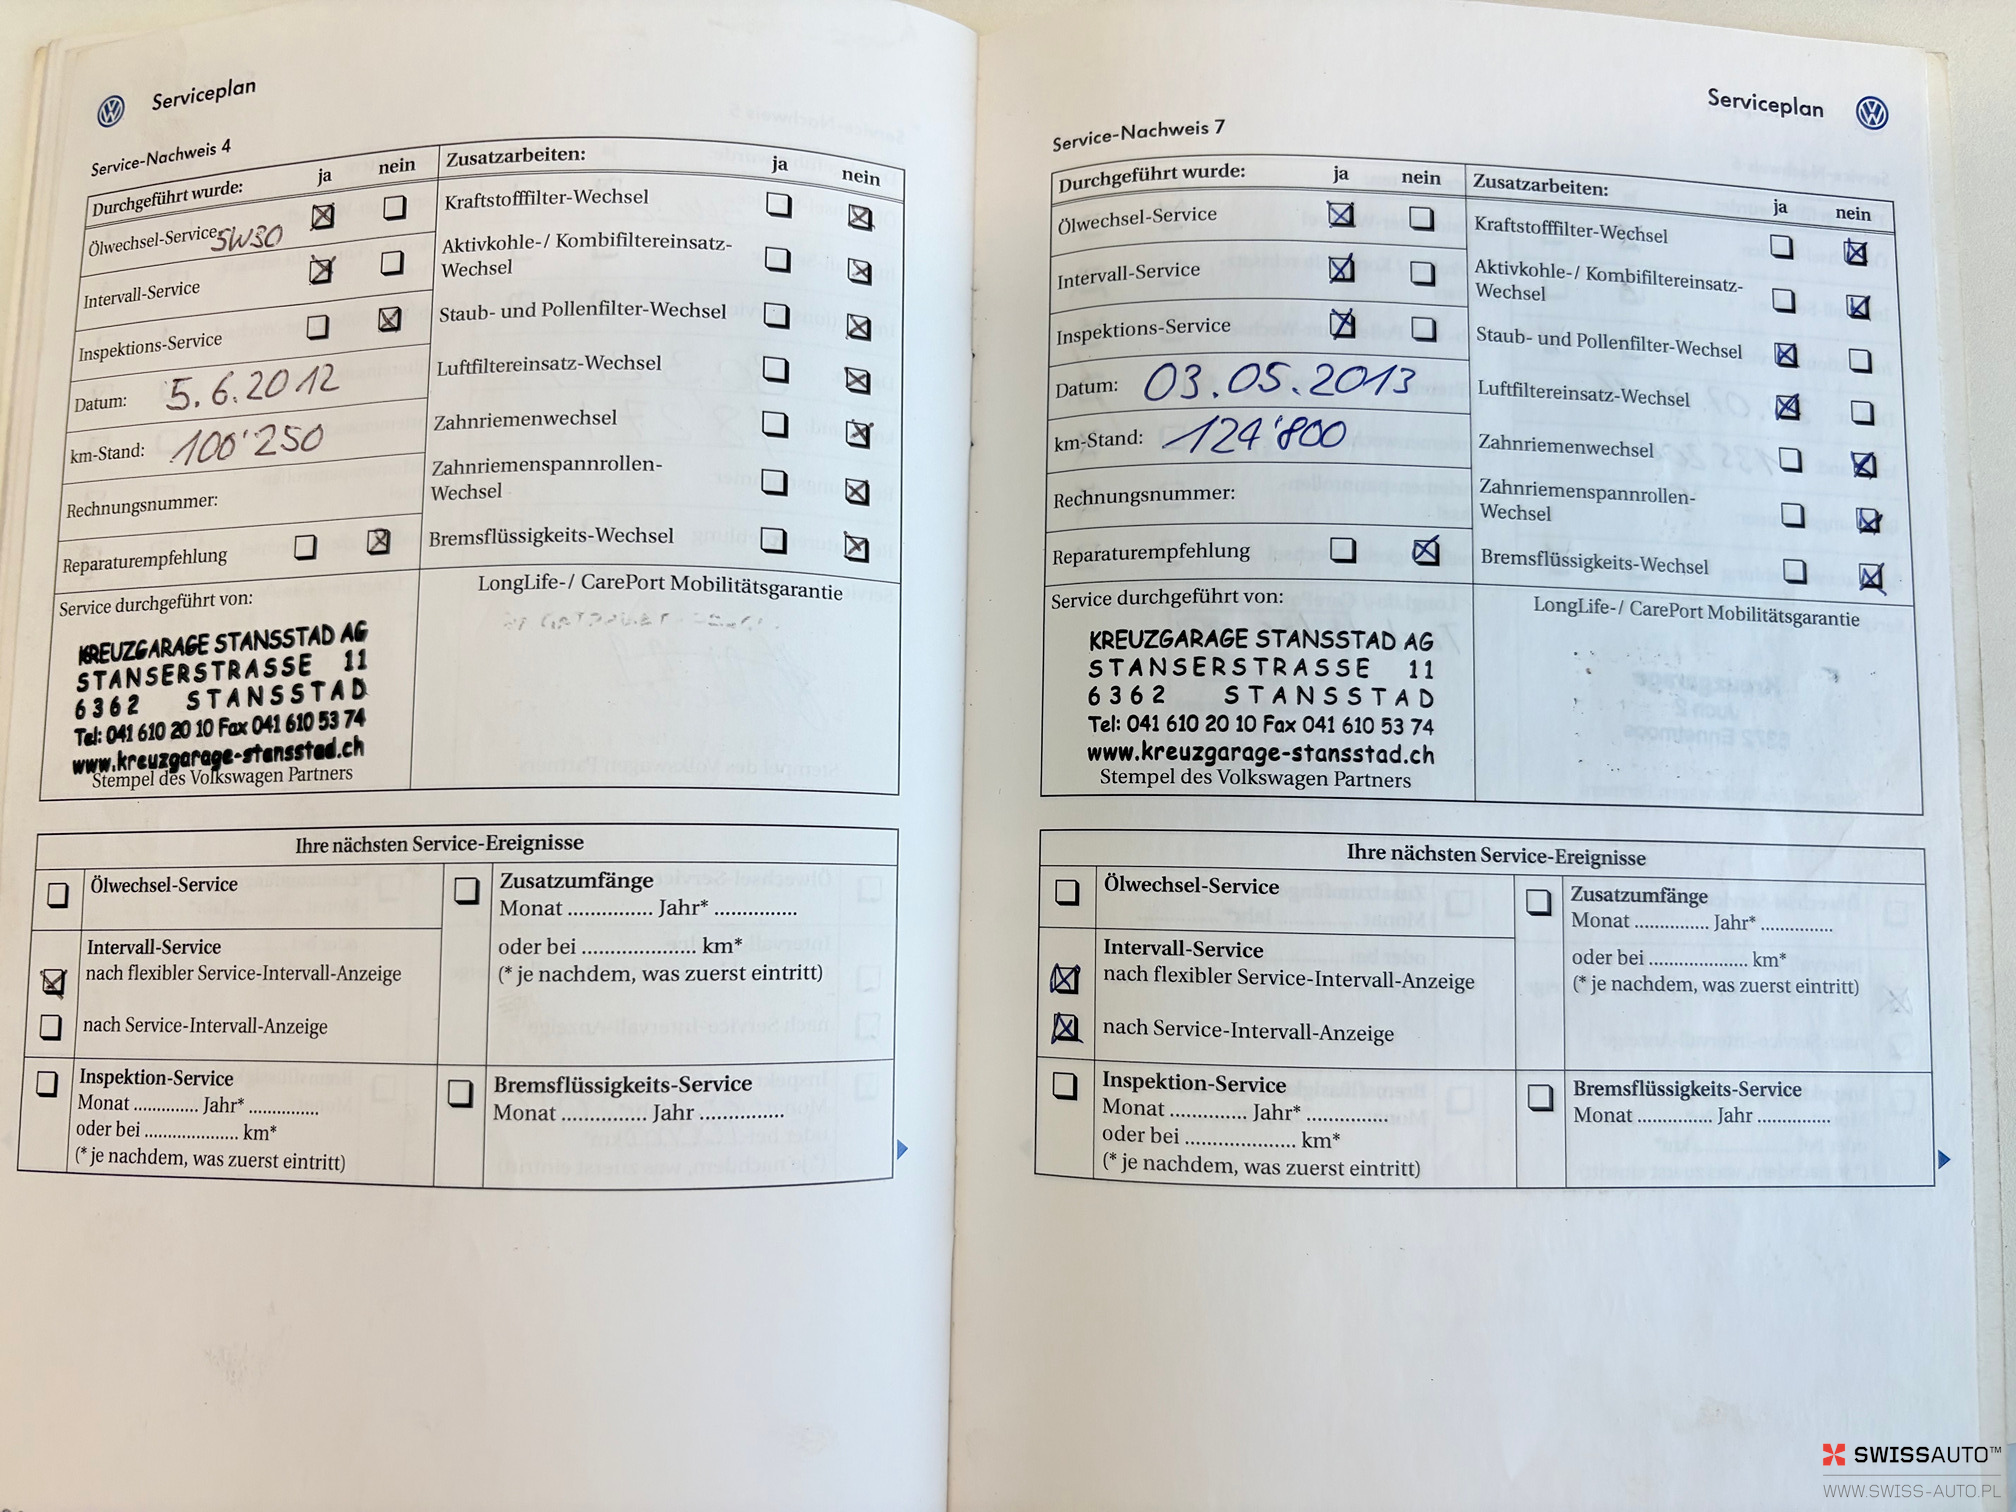 Serviceplan
Service-Nachweis 4
Durchgeführt wurde: ja nein
Ölwechsel-Service 5W30
Intervall-Service
Inspektions-Service
Datum: 5.6.2012
km-Stand: 100'250
Rechnungsnummer:
Reparaturempfehlung
Service durchgeführt von:
KREUZGARAGE STANSSTAD AG
STANSERSTRASSE 11
6362 STANSSTAD
Tel: 041 610 20 10 Fax 041 610 53 74
www.kreuzgarage-stansstad.ch
Stempel des Volkswagen Partners
Zusatzarbeiten: ja nein
Kraftstofffilter-Wechsel
Aktivkohle-/ Kombifiltereinsatz-
Wechsel
Staub- und Pollenfilter-Wechsel
Luftfiltereinsatz-Wechsel
Zahnriemenwechsel
Zahnriemenspannrollen-
Wechsel
Bremsflüssigkeits-Wechsel
LongLife-/ CarePort Mobilitätsgarantie
Ihre nächsten Service-Ereignisse
Ölwechsel-Service
Intervall-Service
nach flexibler Service-Intervall-Anzeige
nach Service-Intervall-Anzeige
Inspektion-Service
Monat ............. Jahr* ..............
oder bei ................... km*
(* je nachdem, was zuerst eintritt)
Zusatzumfänge
Monat ............... Jahr* ...............
oder bei .................... km*
(* je nachdem, was zuerst eintritt)
Bremsflüssigkeits-Service
Monat ............... Jahr ...............
Serviceplan
Service-Nachweis 7
Durchgeführt wurde: ja nein
Ölwechsel-Service
Intervall-Service
Inspektions-Service
Datum: 03.05.2013
km-Stand: 124'800
Rechnungsnummer:
Reparaturempfehlung
Service durchgeführt von:
KREUZGARAGE STANSSTAD AG
STANSERSTRASSE 11
6362 STANSSTAD
Tel: 041 610 20 10 Fax 041 610 53 74
www.kreuzgarage-stansstad.ch
Stempel des Volkswagen Partners
Zusatzarbeiten: ja nein
Kraftstofffilter-Wechsel
Aktivkohle-/ Kombifiltereinsatz-
Wechsel
Staub- und Pollenfilter-Wechsel
Luftfiltereinsatz-Wechsel
Zahnriemenwechsel
Zahnriemenspannrollen-
Wechsel
Bremsflüssigkeits-Wechsel
LongLife-/ CarePort Mobilitätsgarantie
Ihre nächsten Service-Ereignisse
Ölwechsel-Service
Intervall-Service
nach flexibler Service-Intervall-Anzeige
nach Service-Intervall-Anzeige
Inspektion-Service
Monat .............. Jahr* ...............
oder bei .................... km*
(* je nachdem, was zuerst eintritt)
Zusatzumfänge
Monat .............. Jahr* ..............
oder bei .................... km*
(* je nachdem, was zuerst eintritt)
Bremsflüssigkeits-Service
Monat .............. Jahr ..............
SWISSAUTO™
WWW.SWISS-AUTO.PL